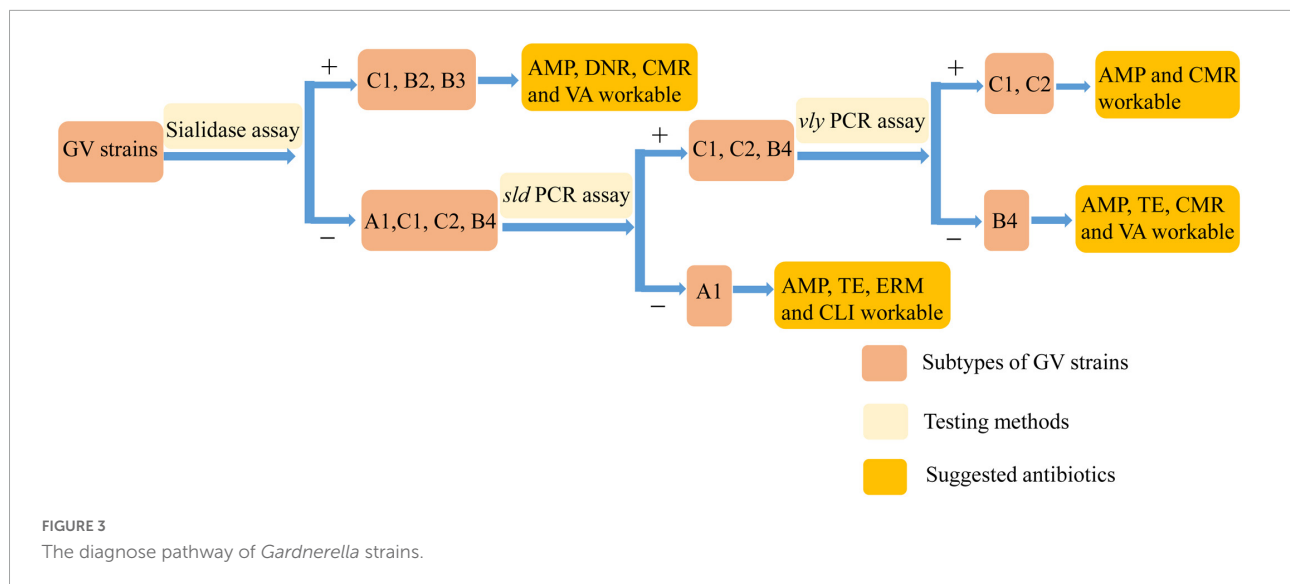 GV strains
Sialidase assay
+
C1, B2, B3
AMP, DNR, CMR
and VA workable
−
A1,C1, C2, B4
sld PCR assay
+
C1, C2, B4
vly PCR assay
+
C1, C2
AMP and CMR
workable
−
B4
AMP, TE, CMR
and VA workable
−
A1
AMP, TE, ERM
and CLI workable
Subtypes of GV strains
Testing methods
Suggested antibiotics
FIGURE 3
The diagnose pathway of Gardnerella strains.